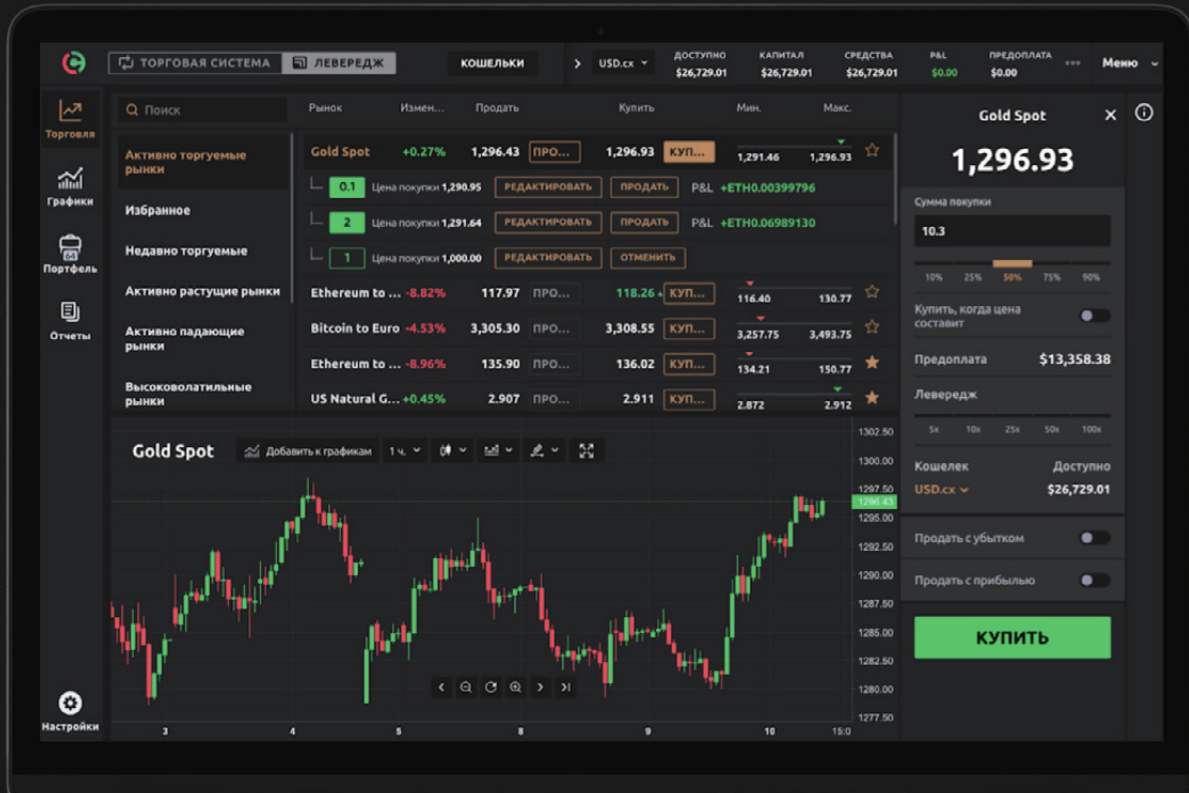 ТОРГОВАЯ СИСТЕМА ЛЕВЕРЕДЖ КОШЕЛЬКИ USD.cx ДОСТУПНО КАПИТАЛ СРЕДСТВА P&L ПРЕДОПЛАТА Меню
$26,729.01 $26,729.01 $26,729.01 $0.00 $0.00
Торговля
Графики
64
Портфель
Отчеты
Настройки
Поиск
Активно торгуемые
рынки
Избранное
Недавно торгуемые
Активно растущие рынки
Активно падающие
рынки
Высоковолатильные
рынки
Рынок Измен... Продать Купить Мин. Макс.
Gold Spot +0.27% 1,296.43 ПРО... 1,296.93 КУП... 1,291.46 1,296.93
0.1 Цена покупки 1,290.95 РЕДАКТИРОВАТЬ ПРОДАТЬ P&L +ETH0.00399796
2 Цена покупки 1,291.64 РЕДАКТИРОВАТЬ ПРОДАТЬ P&L +ETH0.06989130
1 Цена покупки 1,000.00 РЕДАКТИРОВАТЬ ОТМЕНИТЬ
Ethereum to ... -8.82% 117.97 ПРО... 118.26 КУП... 116.40 130.77
Bitcoin to Euro -4.53% 3,305.30 ПРО... 3,308.55 КУП... 3,257.75 3,493.75
Ethereum to ... -8.96% 135.90 ПРО... 136.02 КУП... 134.21 150.77
US Natural G... +0.45% 2.907 ПРО... 2.911 КУП... 2.872 2.912
Gold Spot Добавить к графикам 1 ч.
1302.50
1300.00
1297.50
1296.43
1295.00
1292.50
1290.00
1287.50
1285.00
1282.50
1280.00
1277.50
3 4 5 8 9 10 15:0
Gold Spot
1,296.93
Сумма покупки
10.3
10% 25% 50% 75% 90%
Купить, когда цена
составит
Предоплата $13,358.38
Левередж
5x 10x 25x 50x 100x
Кошелек Доступно
USD.cx $26,729.01
Продать с убытком
Продать с прибылью
КУПИТЬ